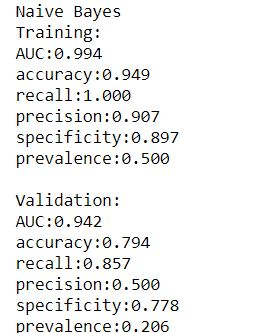 Naive Bayes
Training:
AUC:0.994
accuracy:0.949
recall:1.000
precision:0.907
specificity:0.897
prevalence:0.500
Validation:
AUC:0.942
accuracy:0.794
recall:0.857
precision:0.500
specificity:0.778
prevalence:0.206